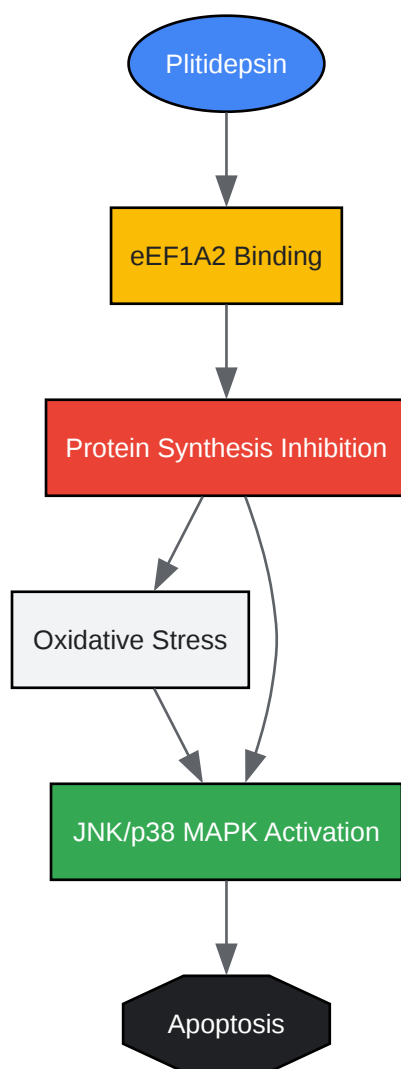 Plitidepsin
eEF1A2 Binding
Protein Synthesis Inhibition
Oxidative Stress
JNK/p38 MAPK Activation
Apoptosis